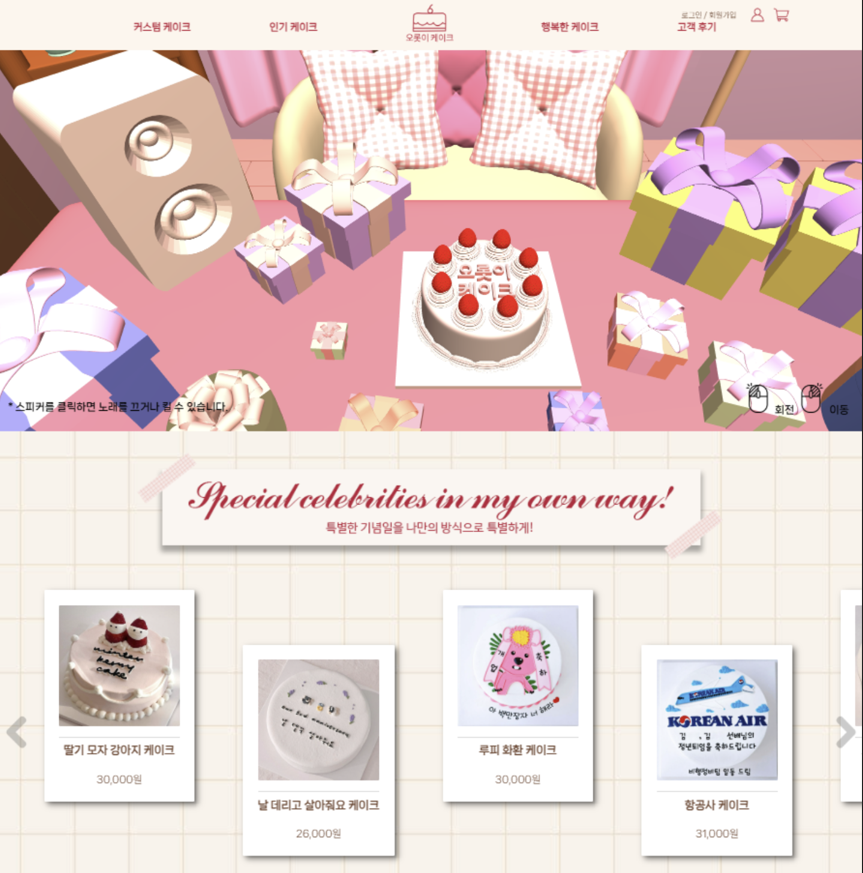 로그인 / 회원가입
커스텀 케이크
인기 케이크
오롯이 케이크
행복한 케이크
고객 후기
오롯이
케이크
* 스피커를 클릭하면 노래를 끄거나 킬 수 있습니다.
회전
이동
Special celebrities in my own way!
특별한 기념일을 나만의 방식으로 특별하게!
cake
딸기 모자 강아지 케이크
30,000원
날 데리고 살아줘요 케이크
26,000원
축
하
루피 화환 케이크
30,000원
KOREAN AIR
선배님의
정년퇴임을 축하드립니다
항공사 케이크
31,000원